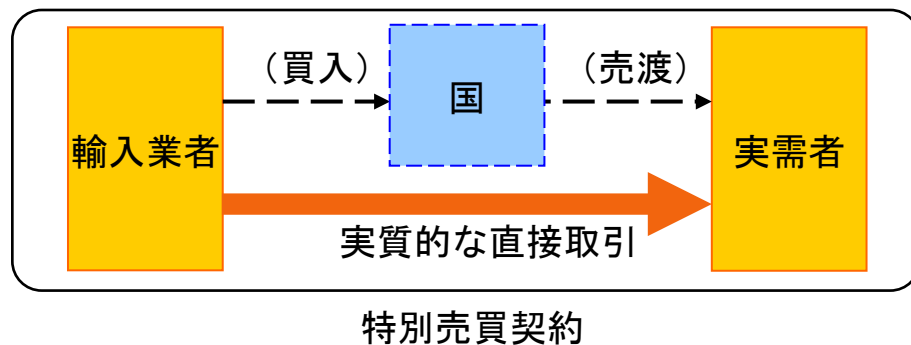 （買入）
国
（売渡）
輸入業者
実需者
実質的な直接取引
特別売買契約